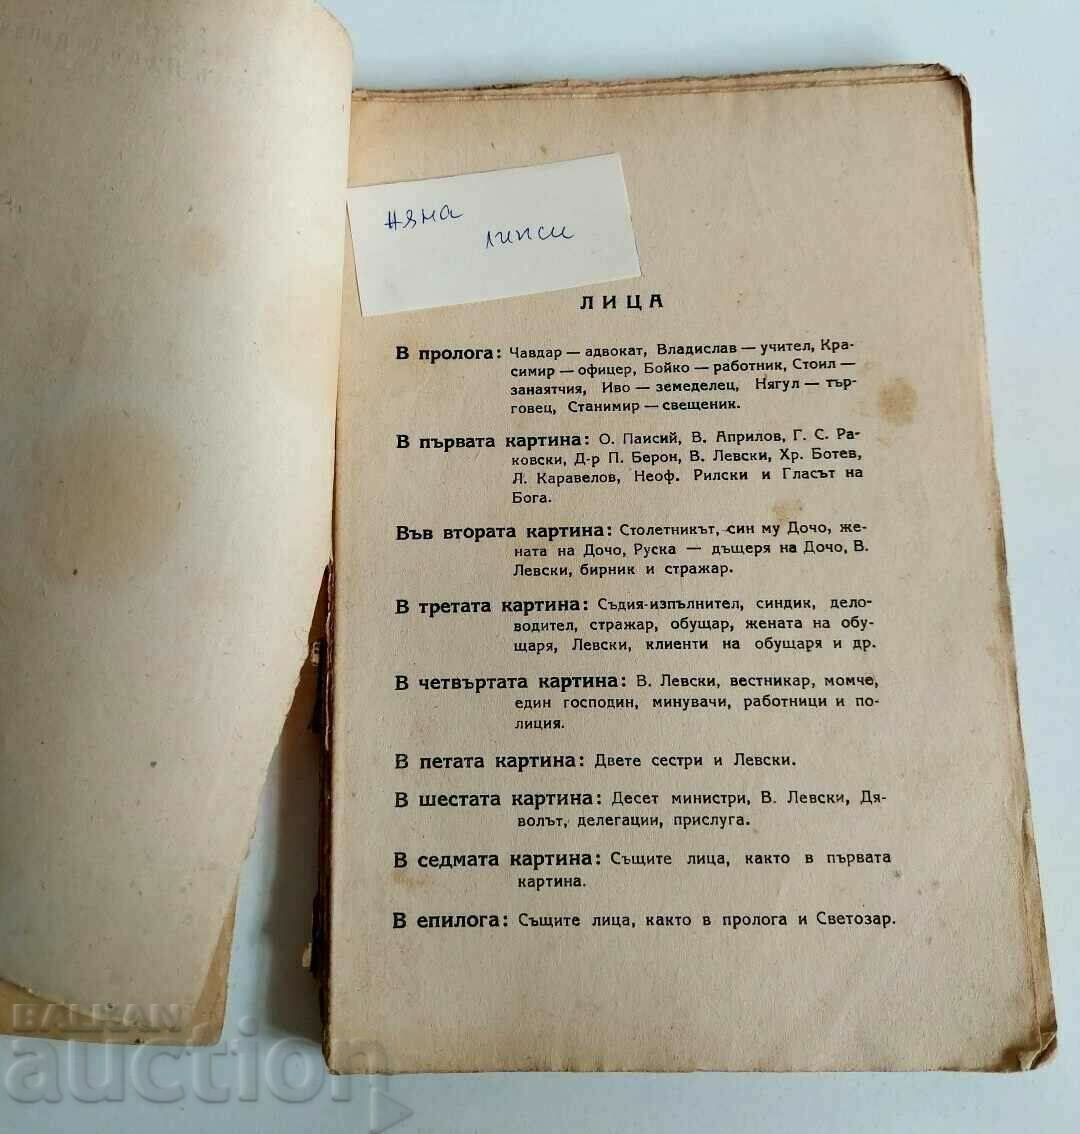 няма
липси
ЛИЦА
В пролога: Чавдар — адвокат, Владислав — учител, Кра-
симир — офицер, Бойко — работник, Стоил —
занаятчия, Иво — земеделец, Нягул — тър-
говец, Станимир — свещеник.
В първата картина: О. Паисий, В. Априлов, Г. С. Ра-
ковски, Д-р П. Берон, В. Левски, Хр. Ботев,
Л. Каравелов, Неоф. Рилски и Гласът на
Бога.
Във втората картина: Столетникът, син му Дочо, же-
ната на Дочо, Руска — дъщеря на Дочо, В.
Левски, бирник и стражар.
В третата картина: Съдия-изпълнител, синдик, дело-
водител, стражар, обущар, жената на обу-
щаря, Левски, клиенти на обущаря и др.
В четвъртата картина: В. Левски, вестникар, момче,
един господин, минувачи, работници и по-
лиция.
В петата картина: Двете сестри и Левски.
В шестата картина: Десет министри, В. Левски, Дя-
волът, делегации, прислуга.
В седмата картина: Същите лица, както в първата
картина.
В епилога: Същите лица, както в пролога и Светозар.
BALKAN
auction